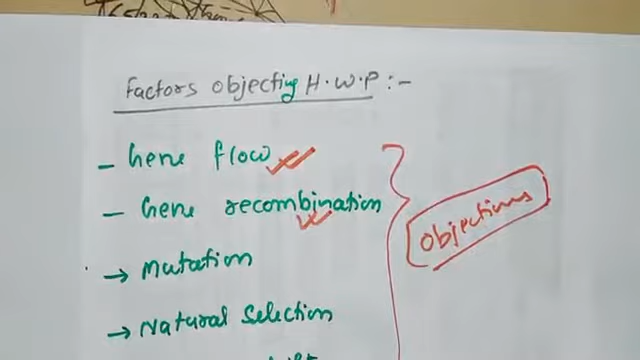 Factors objecting H.W.P :-
- Gene flow
- Gene recombination
→ Mutation
→ Natural Selection
Objections